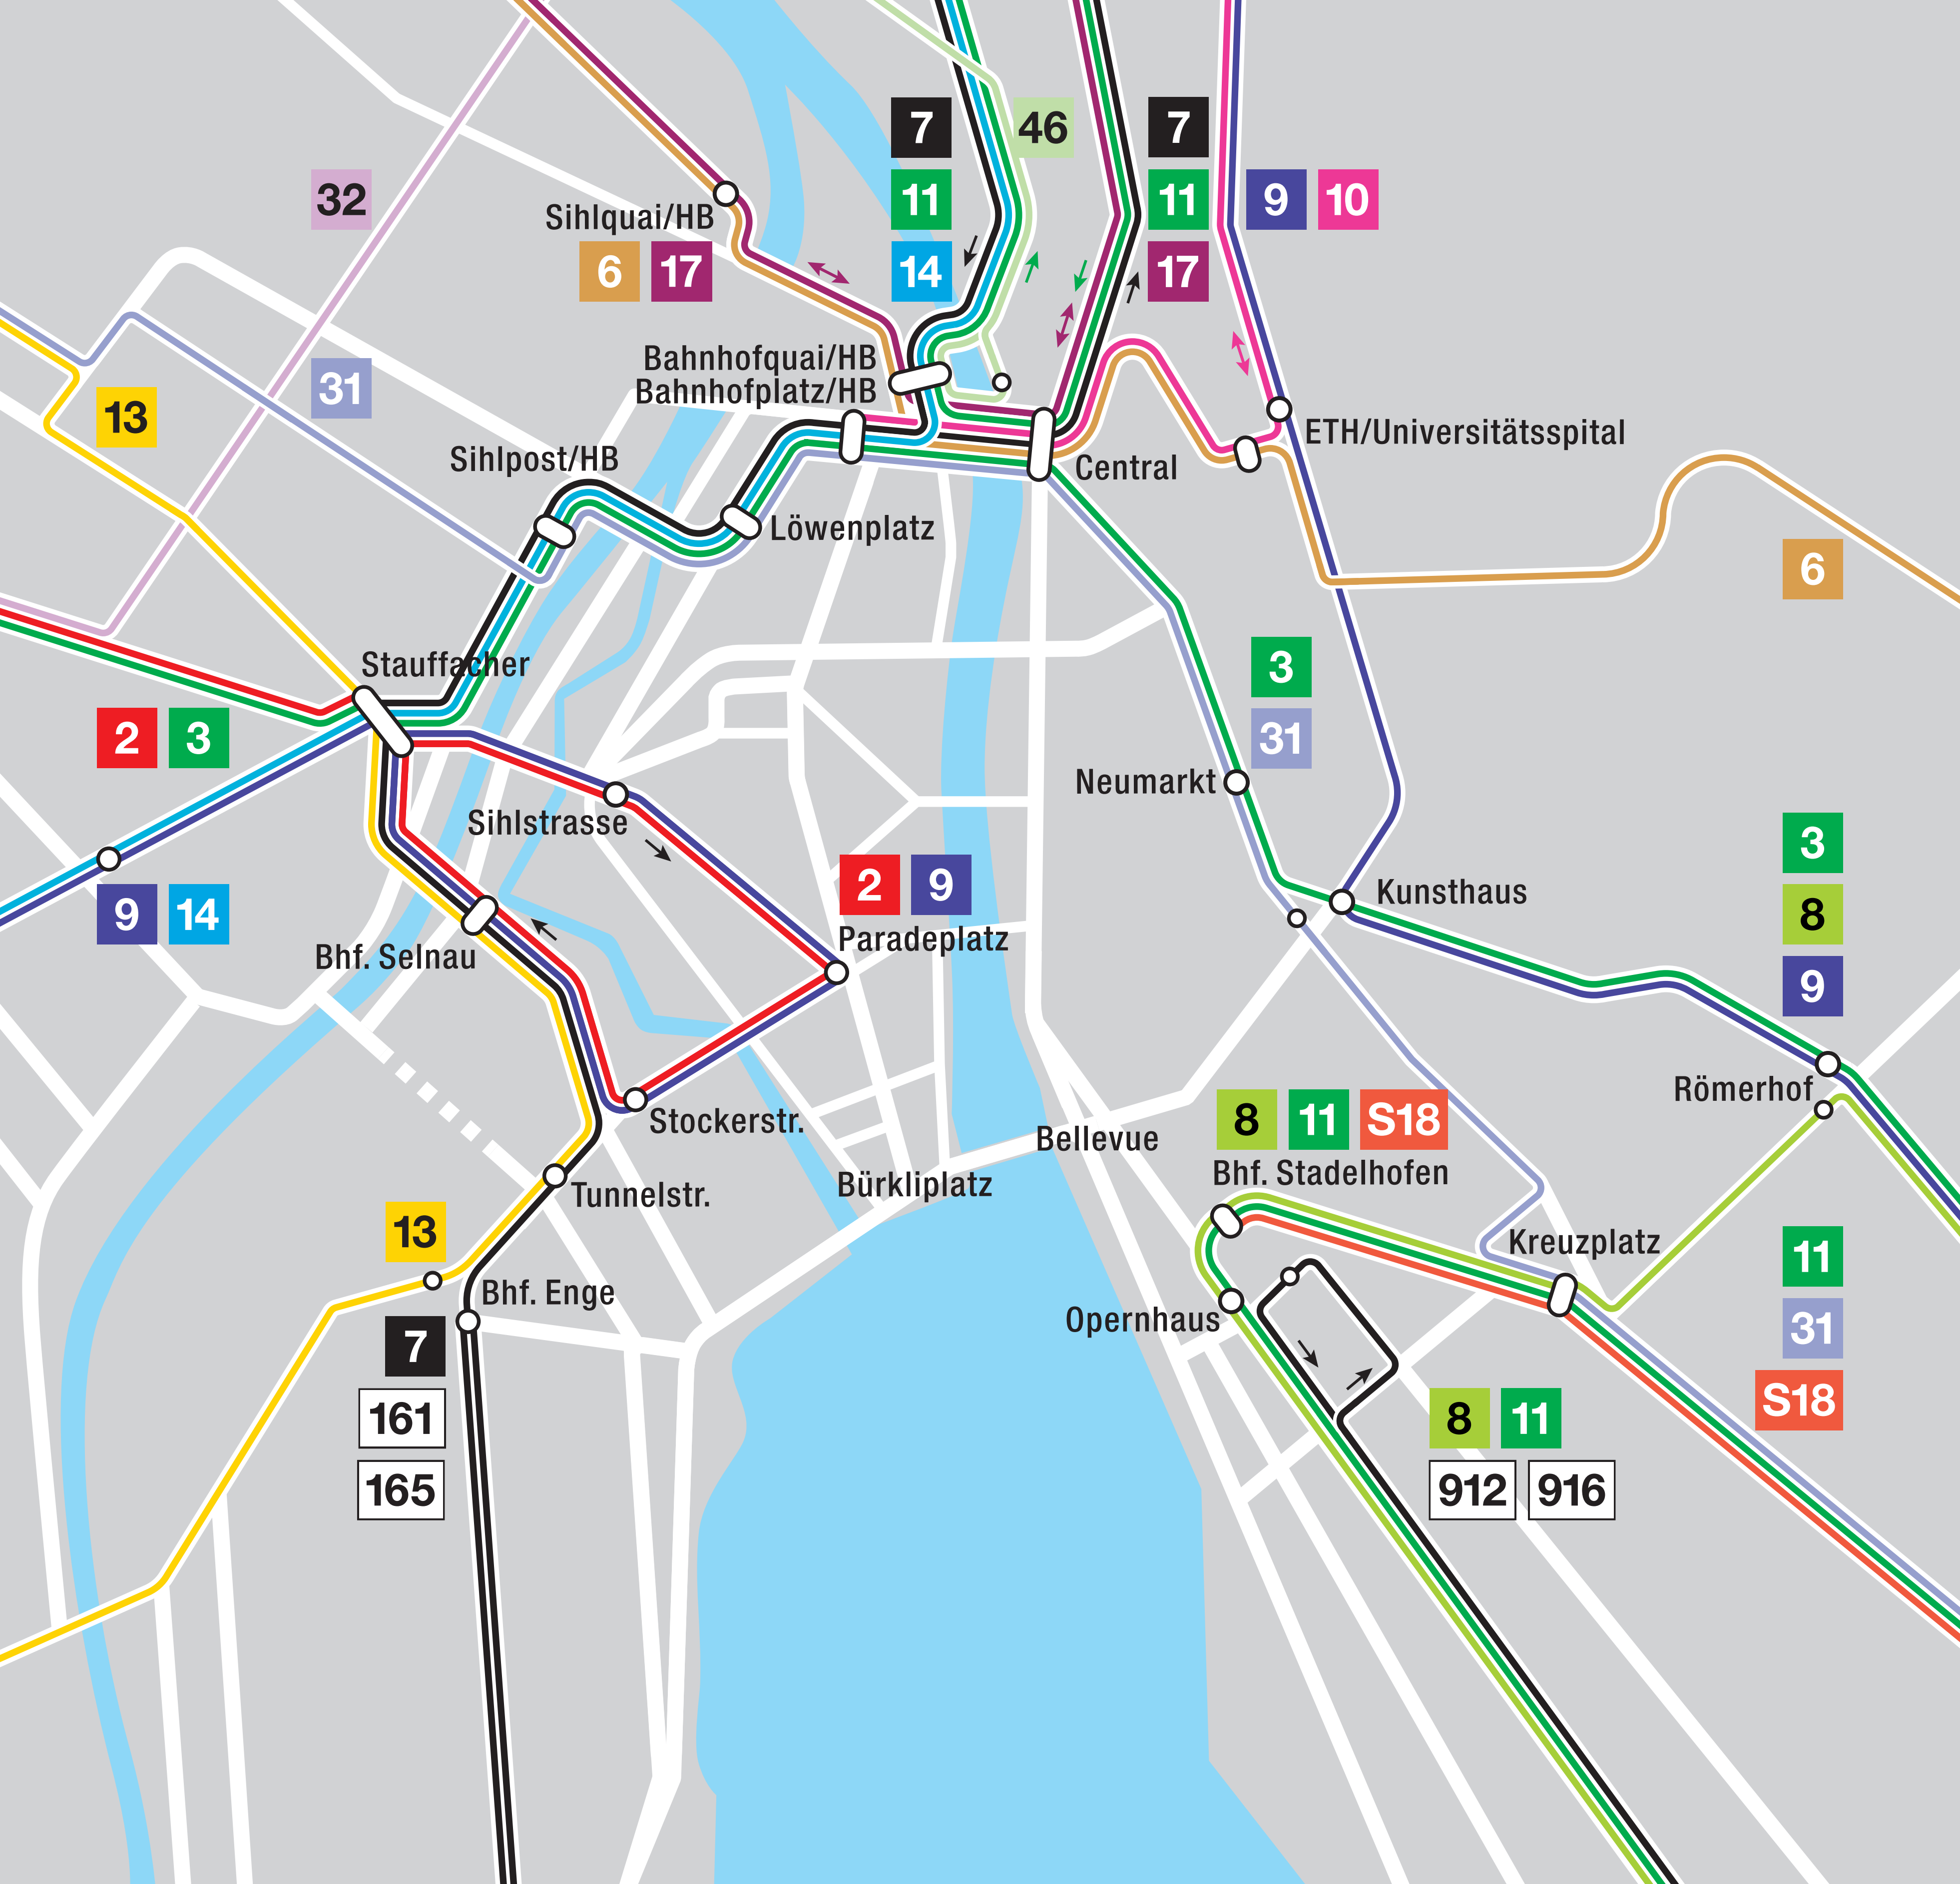 7
46
7
32
11
11
9 10
Sihlquai/HB
6 17
14
17
Bahnhofquai/HB
Bahnhofplatz/HB
31
13
ETH/Universitätsspital
Sihlpost/HB
Central
Löwenplatz
6
Stauffacher
3
31
2 3
Neumarkt
Sihlstrasse
3
2 9
Kunsthaus
8
9 14
Paradeplatz
Bhf. Selnau
9
Römerhof
8 11 S18
Stockerstr.
Bellevue
Bhf. Stadelhofen
Bürkliplatz
Tunnelstr.
13
Kreuzplatz
11
Bhf. Enge
Opernhaus
31
7
S18
161
8 11
165
912 916